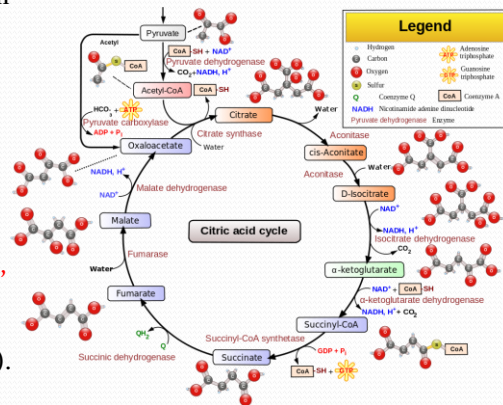 Pyruvate
Acetyl
CoA-SH + NAD⁺
Pyruvate dehydrogenase
CO₂+NADH, H⁺
S
CoA
Acetyl-CoA
CoA-SH
HCO₃⁻ + ATP
Pyruvate carboxylase
ADP + Pᵢ
Citrate
Water
Citrate synthase
Water
Aconitase
cis-Aconitate
Oxaloacetate
Aconitase
Water
D-Isocitrate
NADH, H⁺
Malate dehydrogenase
NAD⁺
NAD⁺
NADH, H⁺
Isocitrate dehydrogenase
CO₂
Malate
Citric acid cycle
α-ketoglutarate
Fumarase
Water
NAD⁺ + CoA-SH
α-ketoglutarate dehydrogenase
NADH, H⁺+ CO₂
Fumarate
Succinyl-CoA
Succinyl-CoA synthetase
QH₂
Q
Succinic dehydrogenase
GDP + Pᵢ
Succinate
CoA-SH + GTP
S
CoA
,
).
Legend
Hydrogen
Carbon
Oxygen
Sulfur
Q Coenzyme Q
NADH Nicotinamide adenine dinucleotide
Pyruvate dehydrogenase Enzyme
ATP Adenosine
triphosphate
GTP Guanosine
triphosphate
CoA Coenzyme A